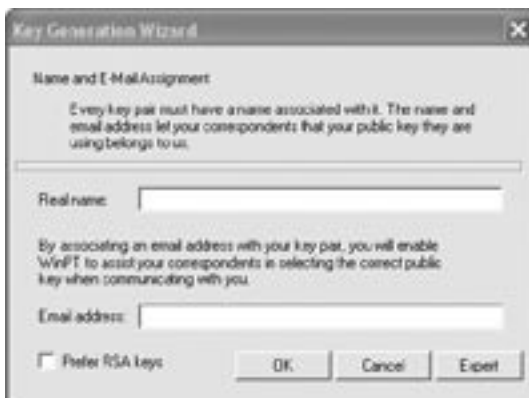 Key Generation Wizard
Name and E-Mail Assignment
Every key pair must have a name associated with it. The name and
email address let your correspondents that your public key they are
using belongs to us.
Real name:
By associating an email address with your key pair, you will enable
WinPT to assist your correspondents in selecting the correct public
key when communicating with you.
Email address:
Prefer RSA keys
OK
Cancel
Expert